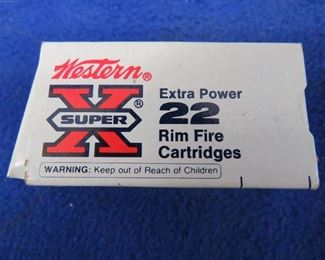 Western®
X®
SUPER
Extra Power
22
Rim Fire
Cartridges
WARNING: Keep out of Reach of Children